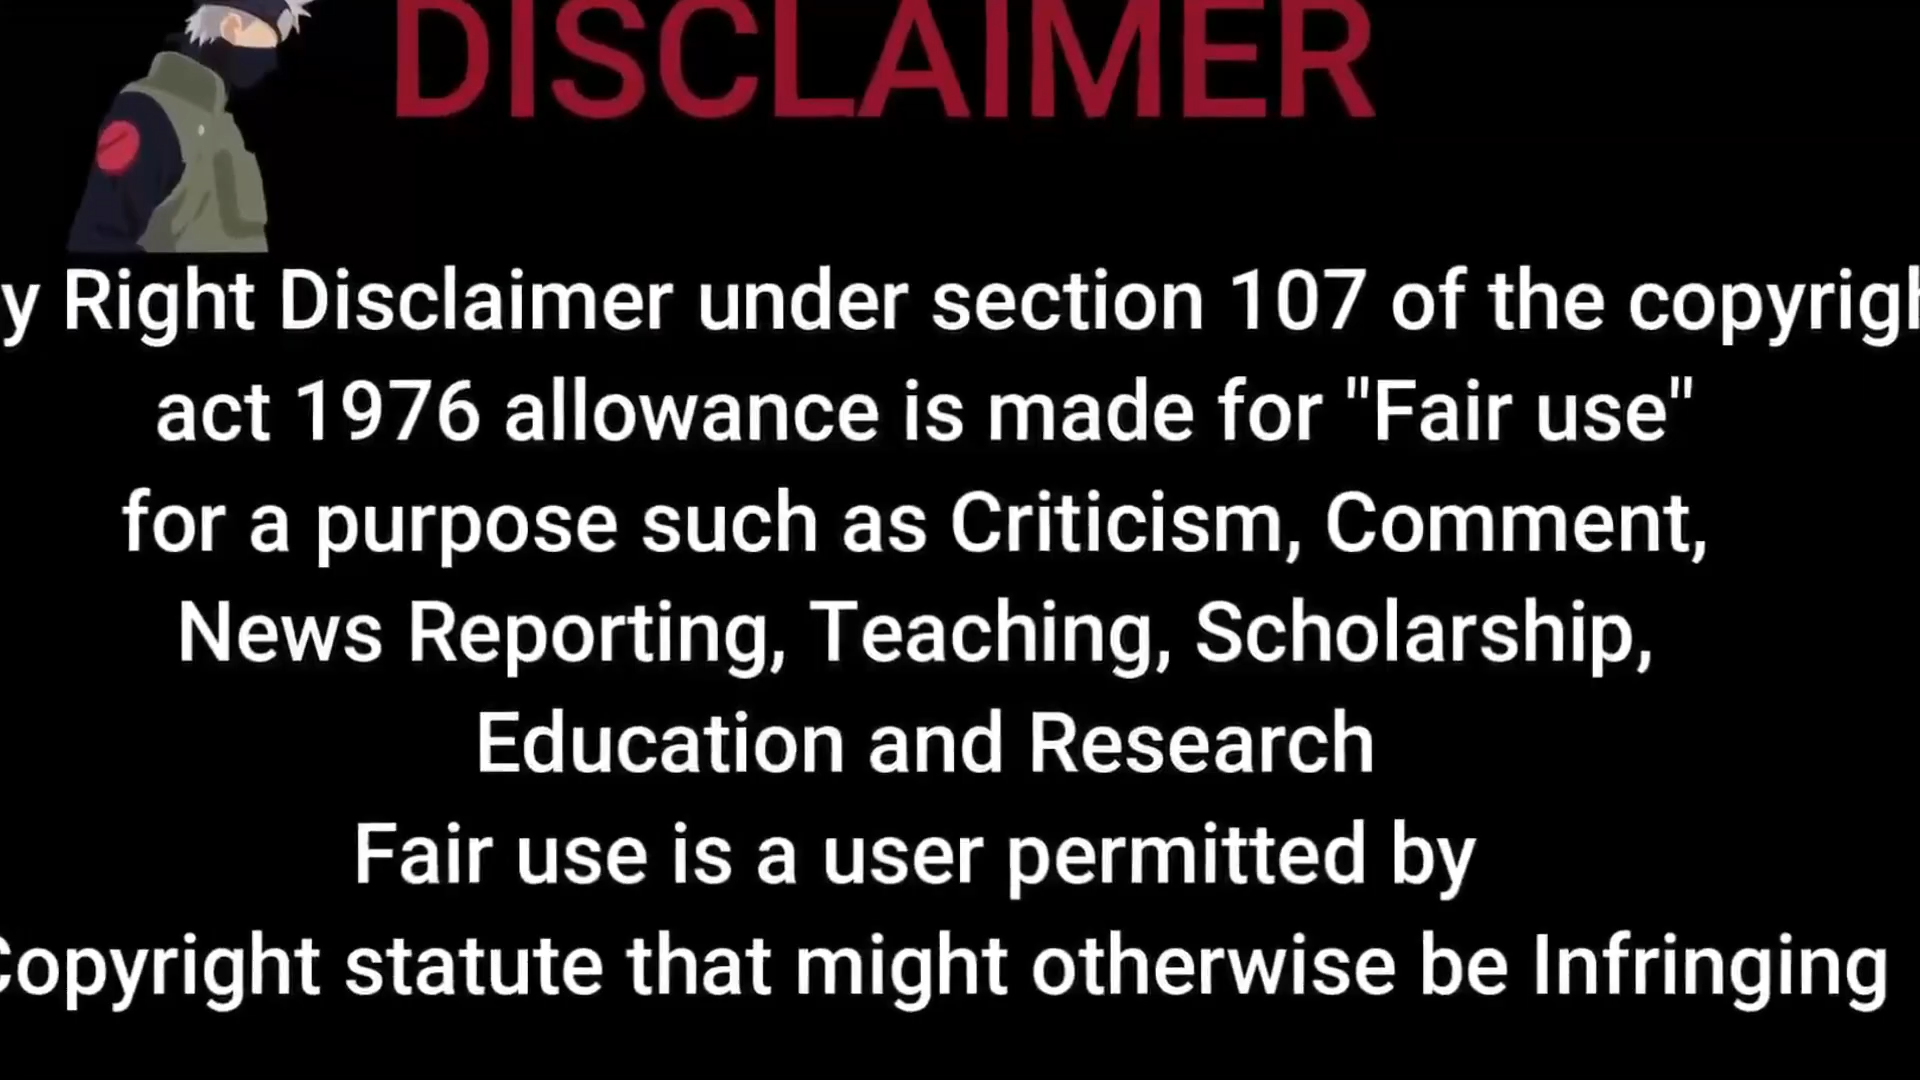 DISCLAIMER
y Right Disclaimer under section 107 of the copyrigh
act 1976 allowance is made for "Fair use"
for a purpose such as Criticism, Comment,
News Reporting, Teaching, Scholarship,
Education and Research
Fair use is a user permitted by
Copyright statute that might otherwise be Infringing